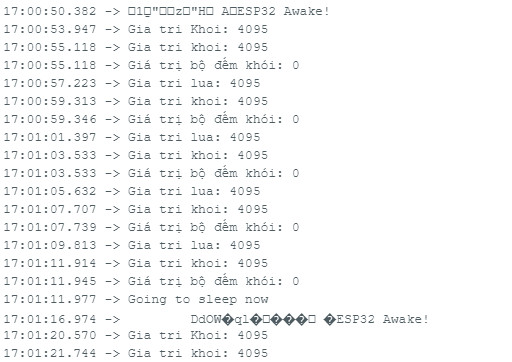 17:00:50.382 -> ESP32 Awake!
17:00:53.947 -> Gia tri Khoi: 4095
17:00:55.118 -> Gia tri khoi: 4095
17:00:55.118 -> Giá trị bộ đếm khói: 0
17:00:57.223 -> Gia tri lua: 4095
17:00:59.313 -> Gia tri khoi: 4095
17:00:59.346 -> Giá trị bộ đếm khói: 0
17:01:01.397 -> Gia tri lua: 4095
17:01:03.533 -> Gia tri khoi: 4095
17:01:03.533 -> Giá trị bộ đếm khói: 0
17:01:05.632 -> Gia tri lua: 4095
17:01:07.707 -> Gia tri khoi: 4095
17:01:07.739 -> Giá trị bộ đếm khói: 0
17:01:09.813 -> Gia tri lua: 4095
17:01:11.914 -> Gia tri khoi: 4095
17:01:11.945 -> Giá trị bộ đếm khói: 0
17:01:11.977 -> Going to sleep now
17:01:16.974 -> ESP32 Awake!
17:01:20.570 -> Gia tri Khoi: 4095
17:01:21.744 -> Gia tri khoi: 4095